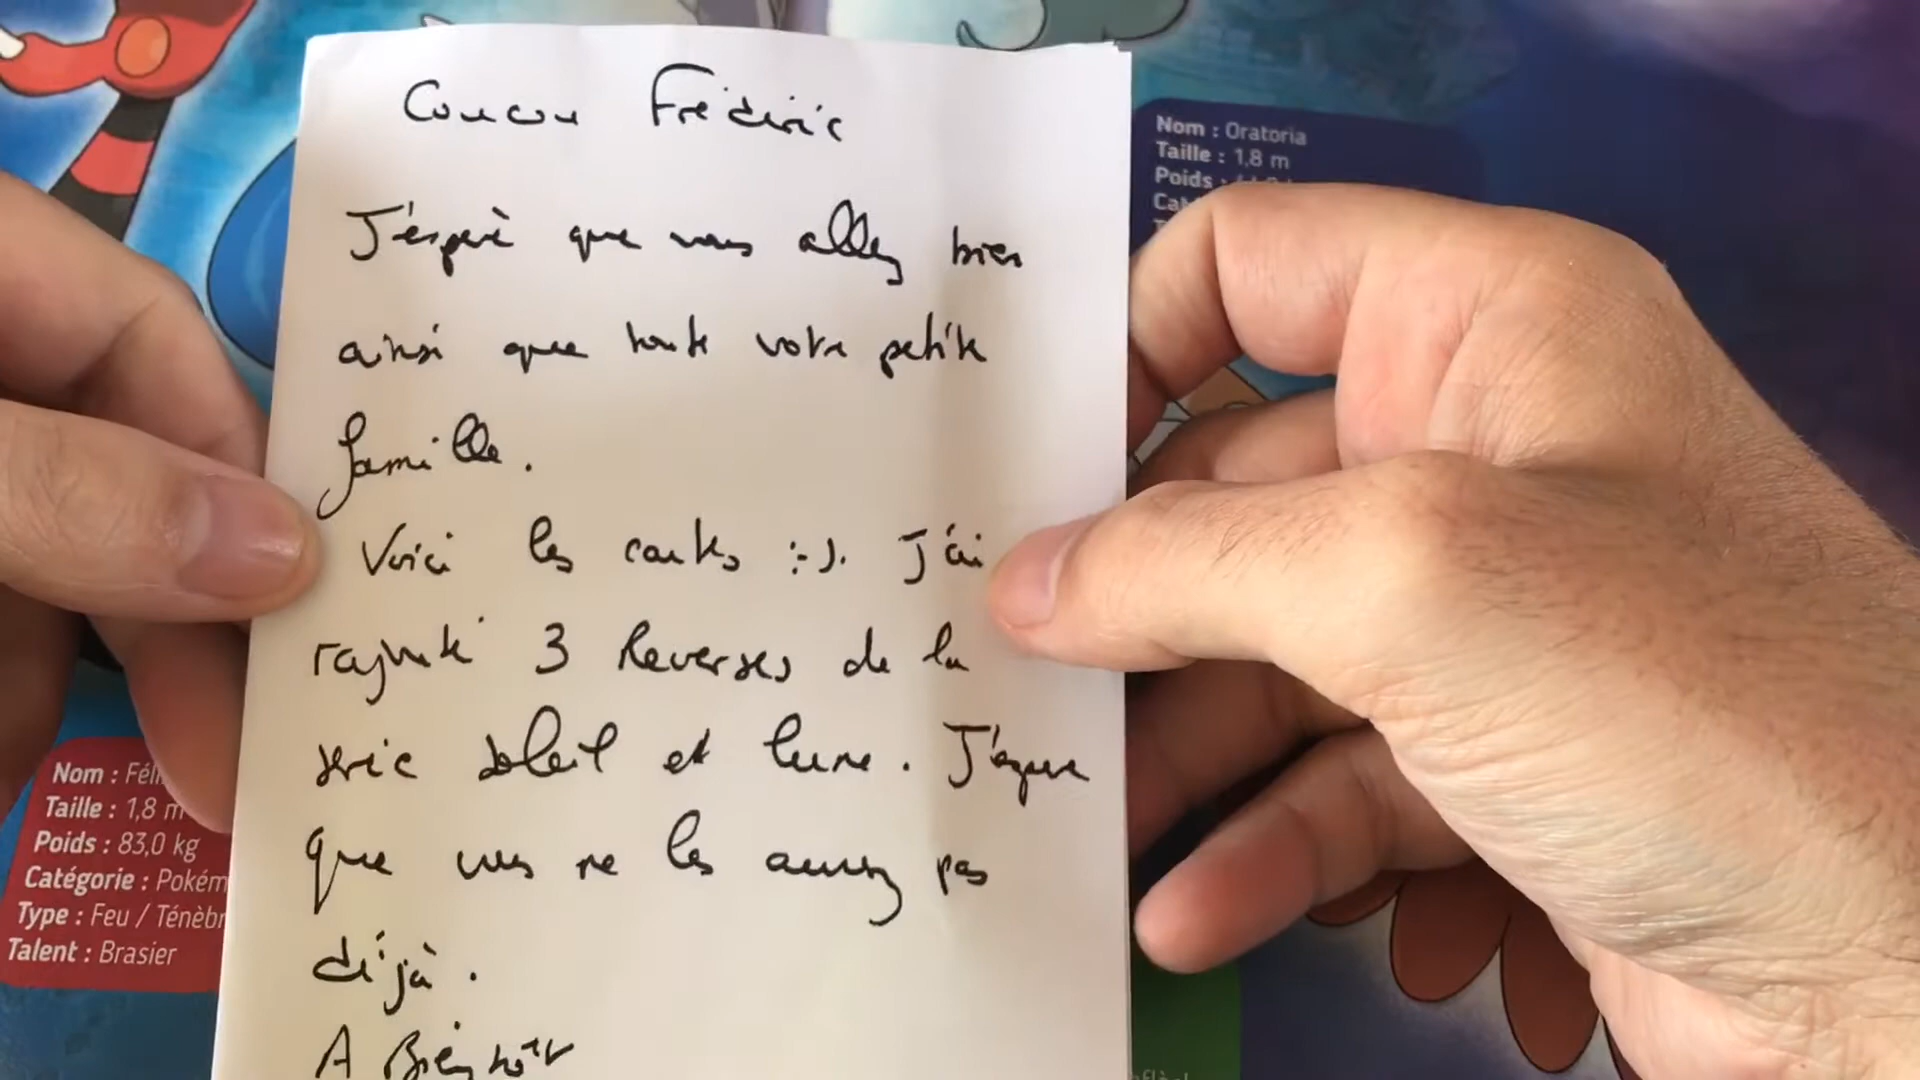 Coucou Frédéric
J'espère que vous allez bien
ainsi que toute votre petite
famille.
Voici les cartes :-). J'ai
rajouté 3 Reverses de la
série soleil et lune. J'espère
que vous ne les aurez pas
déjà.
A Bientôt
Nom : Oratoria
Taille : 1,8 m
Poids :
Nom : Féli
Taille : 1,8 m
Poids : 83,0 kg
Catégorie : Pokém
Type : Feu / Ténèbr
Talent : Brasier